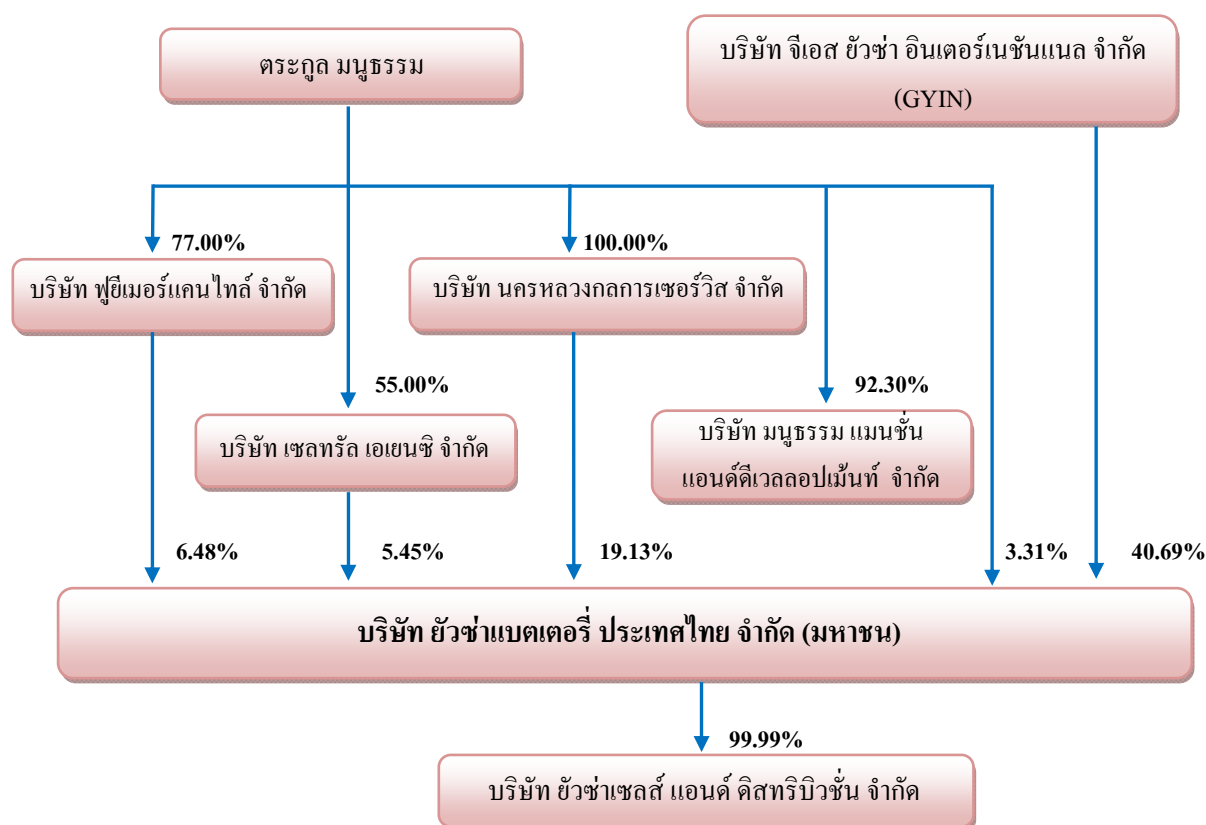 ตระกูล มนูธรรม
บริษัท จีเอส ยัวซ่า อินเตอร์เนชันแนล จำกัด
(GYIN)
77.00%
100.00%
บริษัท ฟูยีเมอร์แคนไทล์ จำกัด
บริษัท นครหลวงกลการเซอร์วิส จำกัด
55.00%
92.30%
บริษัท เซลทรัล เอเยนซิ จำกัด
บริษัท มนูธรรม แมนชั่น
แอนด์ดีเวลลอปเม้นท์ จำกัด
6.48%
5.45%
19.13%
3.31%
40.69%
บริษัท ยัวซ่าแบตเตอรี่ ประเทศไทย จำกัด (มหาชน)
99.99%
บริษัท ยัวซ่าเซลส์ แอนด์ ดิสทริบิวชั่น จำกัด